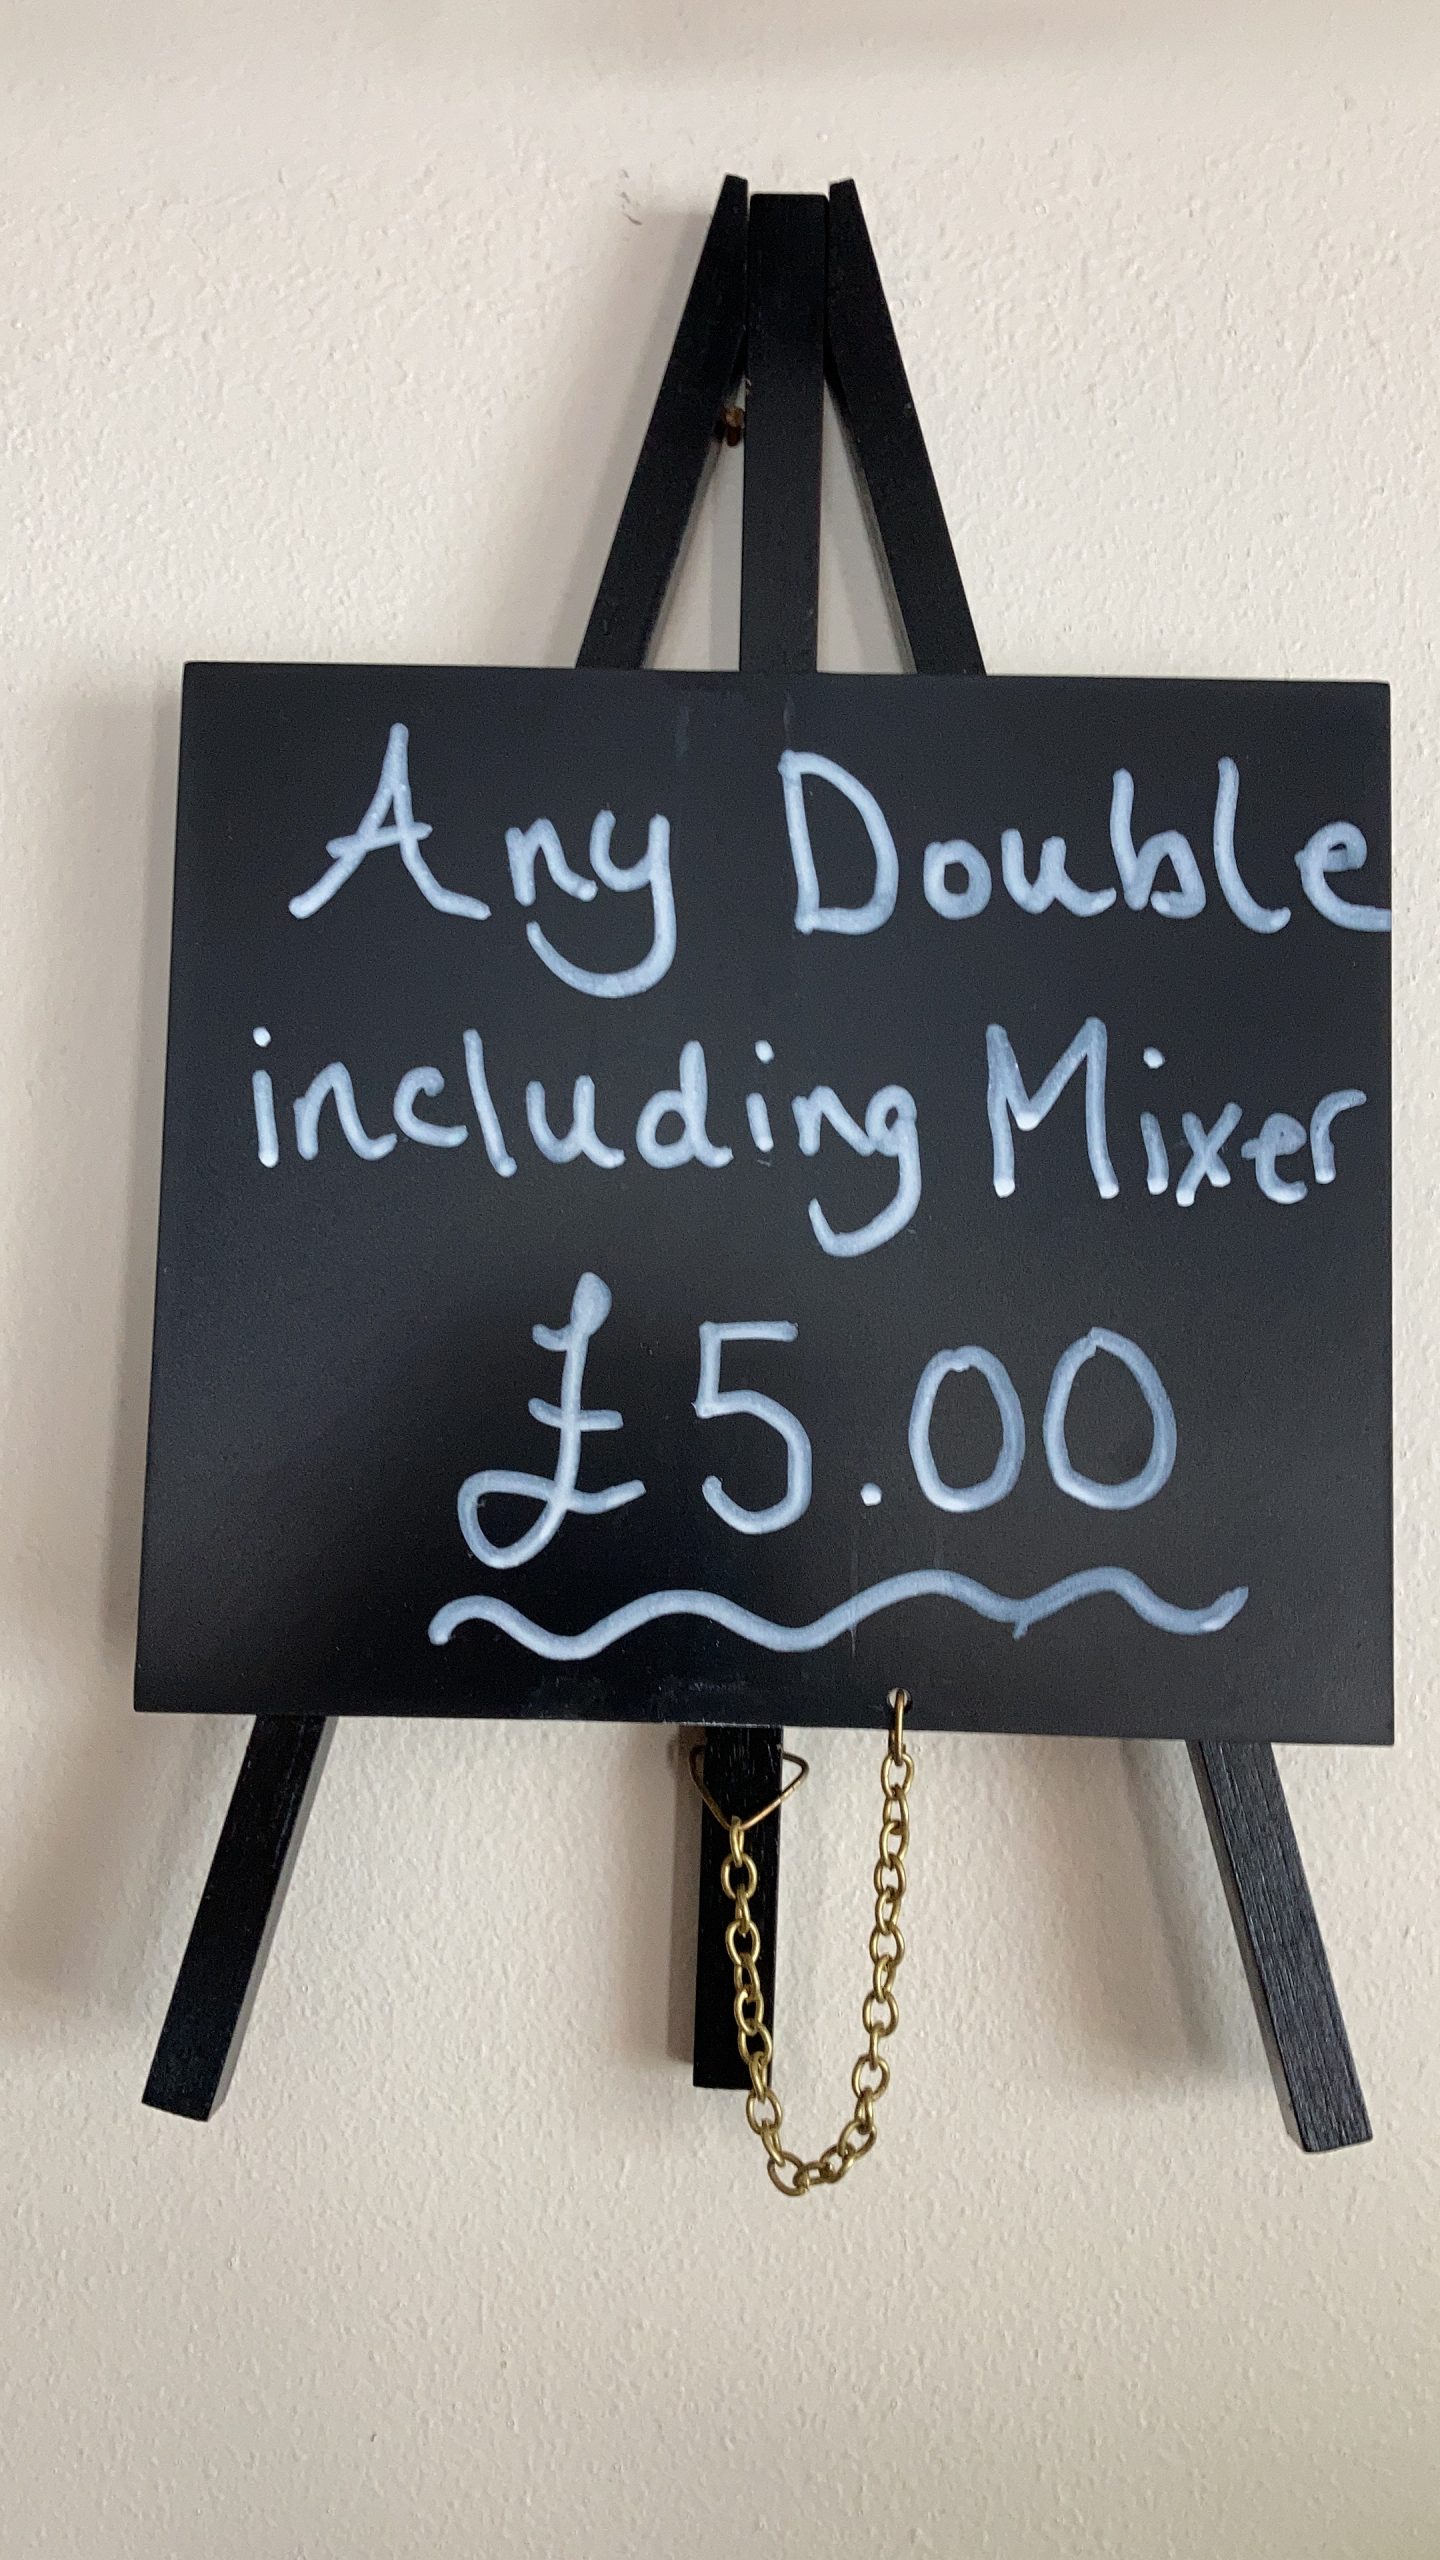 Any Double
including Mixer
£5.00